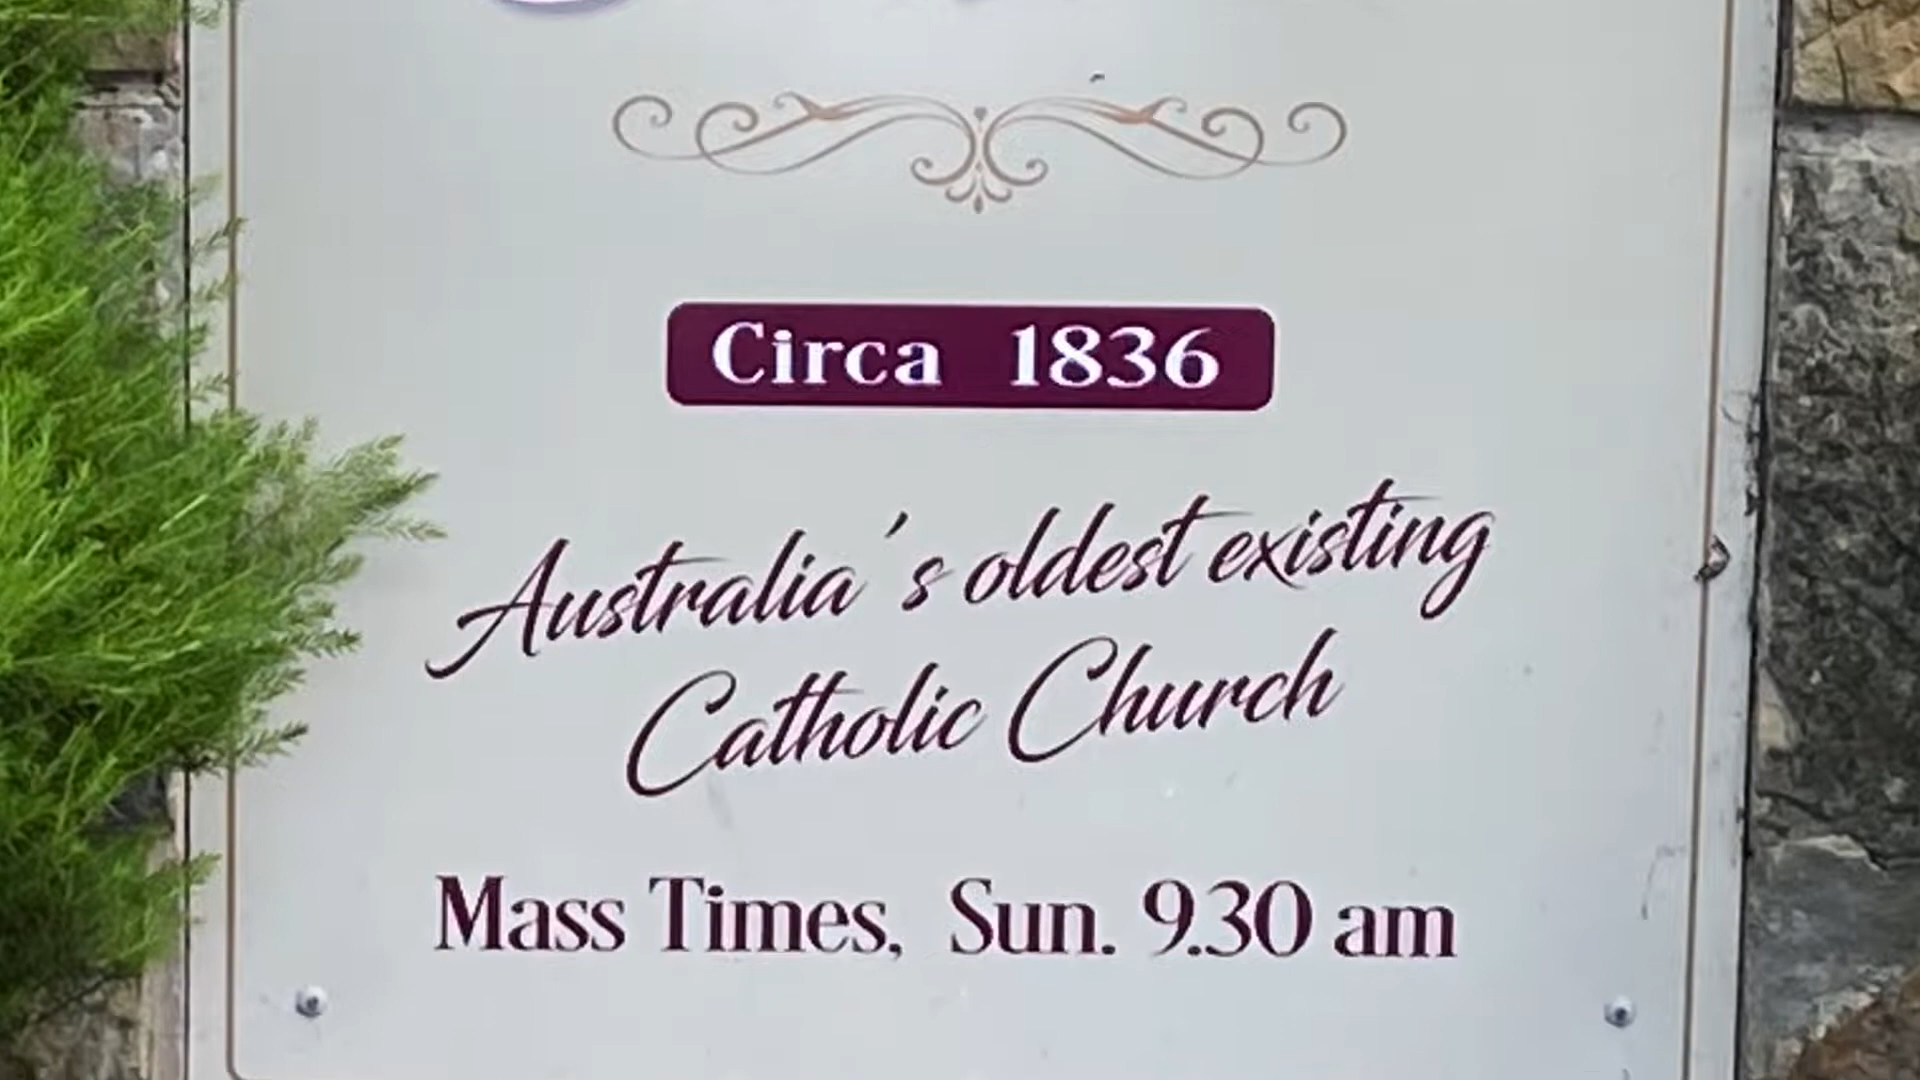 Circa 1836
Australia's oldest existing
Catholic Church
Mass Times, Sun. 9.30 am